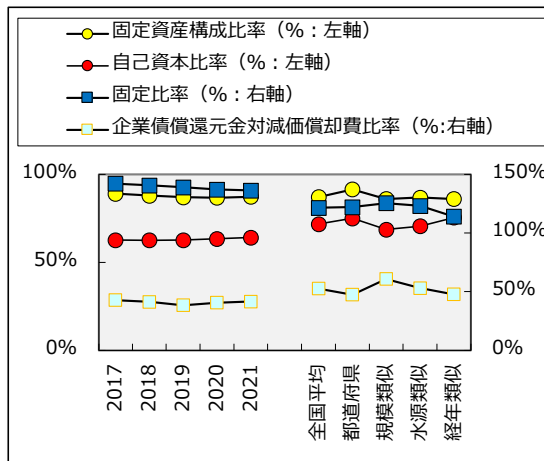 固定資産構成比率（%：左軸）
自己資本比率（%：左軸）
固定比率（%：右軸）
企業債償還元金対減価償却費比率（%:右軸）
100%
50%
0%
150%
100%
50%
0%
2017
2018
2019
2020
2021
全国平均
都道府県
規模類似
水源類似
経年類似